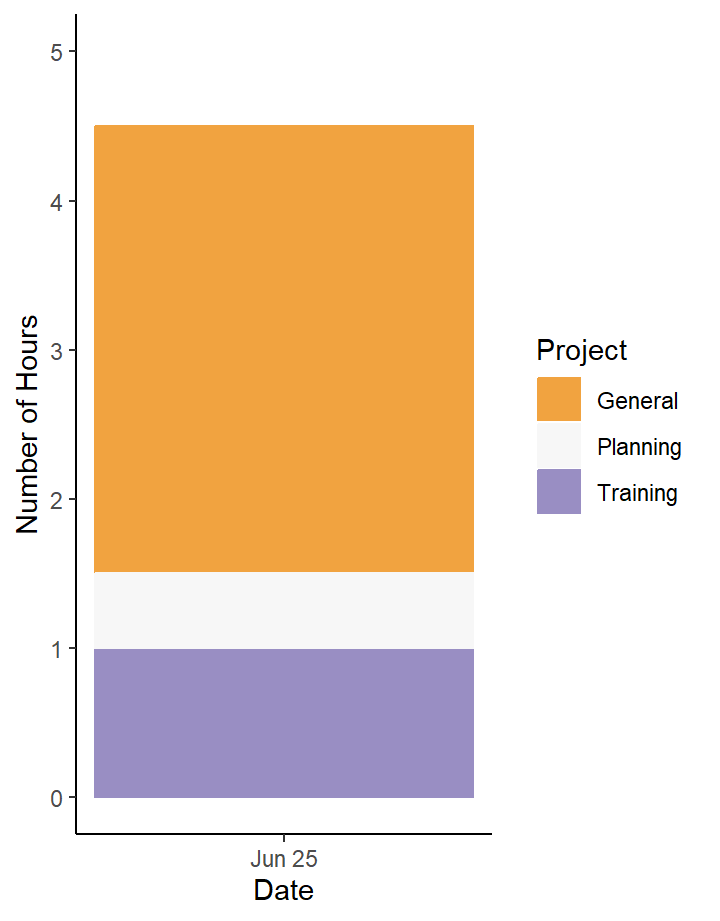 5
4
3
2
1
0
Number of Hours
Jun 25
Date
Project
General
Planning
Training